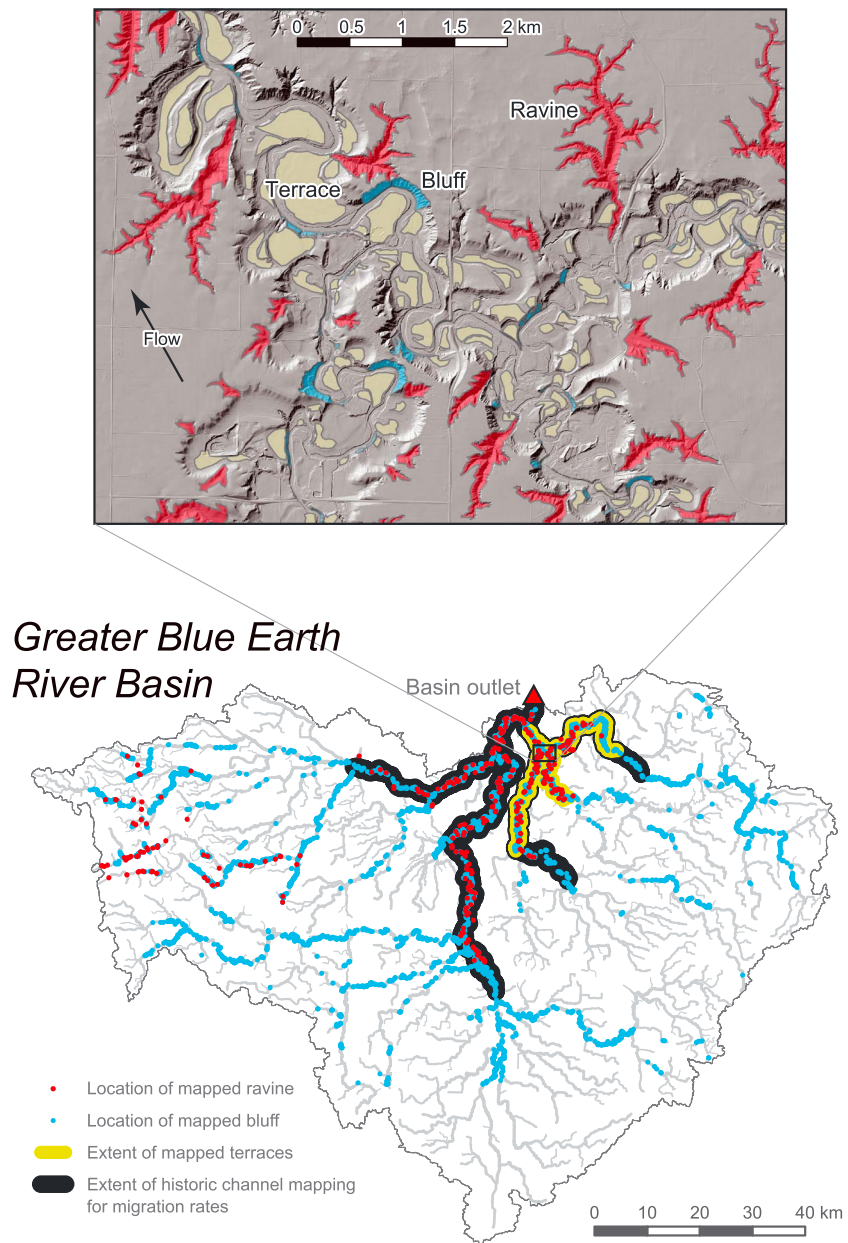 0 0.5 1 1.5 2 km
Ravine
Terrace
Bluff
Flow
Greater Blue Earth
River Basin
Basin outlet
Location of mapped ravine
Location of mapped bluff
Extent of mapped terraces
Extent of historic channel mapping
for migration rates
0 10 20 30 40 km